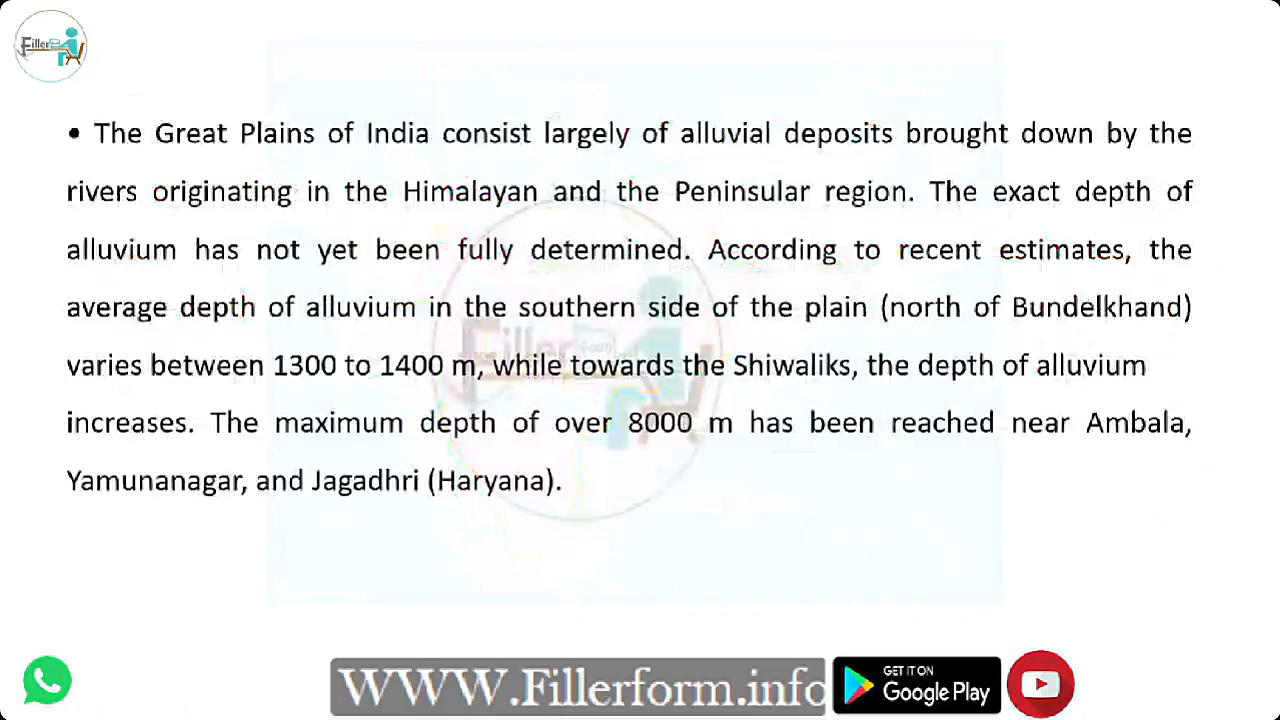 Filler
• The Great Plains of India consist largely of alluvial deposits brought down by the
rivers originating in the Himalayan and the Peninsular region. The exact depth of
alluvium has not yet been fully determined. According to recent estimates, the
average depth of alluvium in the southern side of the plain (north of Bundelkhand)
varies between 1300 to 1400 m, while towards the Shiwaliks, the depth of alluvium
increases. The maximum depth of over 8000 m has been reached near Ambala,
Yamunanagar, and Jagadhri (Haryana).
Filler
WWW.Fillerform.info
GET IT ON
Google Play